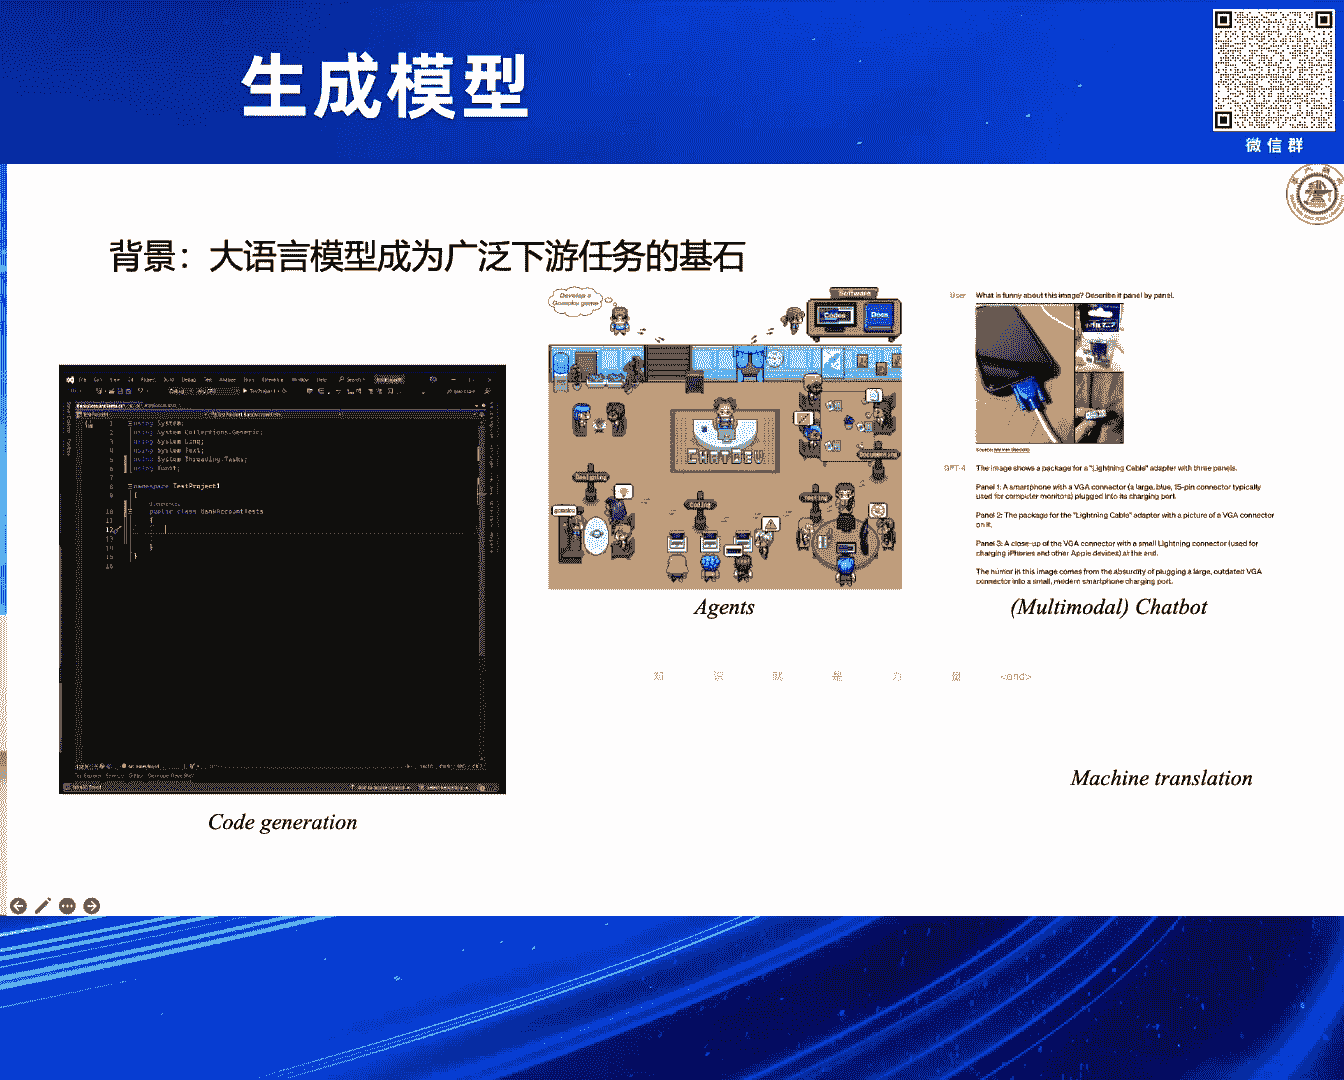 生成模型
微信群
背景：大语言模型成为广泛下游任务的基石
Develop a
Gomoku game
Software
Codes
Docs
CHATDEV
Designing
Coding
Testing
Documenting
using System;
using System.Collections.Generic;
using System.Linq;
using System.Text;
using System.Threading.Tasks;
using Xunit;
namespace TestProject1
{
public class BankAccountTests
{
}
}
Code generation
Agents
User
What is funny about this image? Describe it panel by panel.
GPT-4
The image shows a package for a "Lightning Cable" adapter with three panels.
Panel 1: A smartphone with a VGA connector (a large, blue, 15-pin connector typically
used for computer monitors) plugged into its charging port.
Panel 2: The package for the "Lightning Cable" adapter with a picture of a VGA connector
on it.
Panel 3: A close-up of the VGA connector with a small Lightning connector (used for
charging iPhones and other Apple devices) at the end.
The humor in this image comes from the absurdity of plugging a large, outdated VGA
connector into a small, modern smartphone charging port.
(Multimodal) Chatbot
知 识 就 是 力 量 <end>
Machine translation